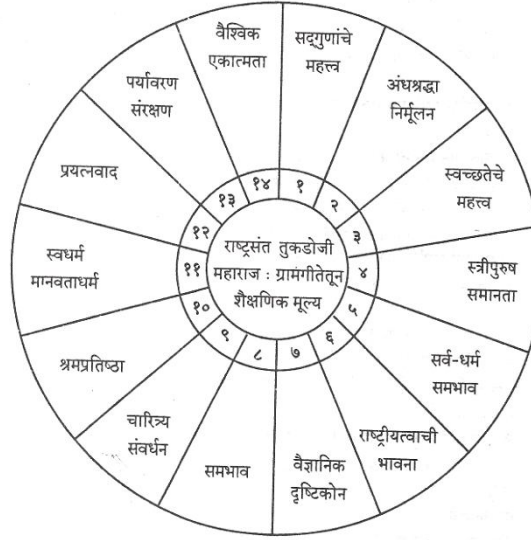 राष्ट्रसंत तुकडोजी
महाराज : ग्रामगीतेतून
शैक्षणिक मूल्य
१
सद्‌गुणांचे
महत्त्व
२
अंधश्रद्धा
निर्मूलन
३
स्वच्छतेचे
महत्व
४
स्त्रीपुरुष
समानता
५
सर्व-धर्म
समभाव
६
राष्ट्रीयत्वाची
भावना
७
वैज्ञानिक
दृष्टिकोन
८
समभाव
९
चारित्र्य
संवर्धन
१०
श्रमप्रतिष्ठा
११
स्वधर्म
माग्नवताधर्म
१२
प्रयत्नवाद
१३
पर्यावरण
संरक्षण
१४
वैश्विक
एकात्मता